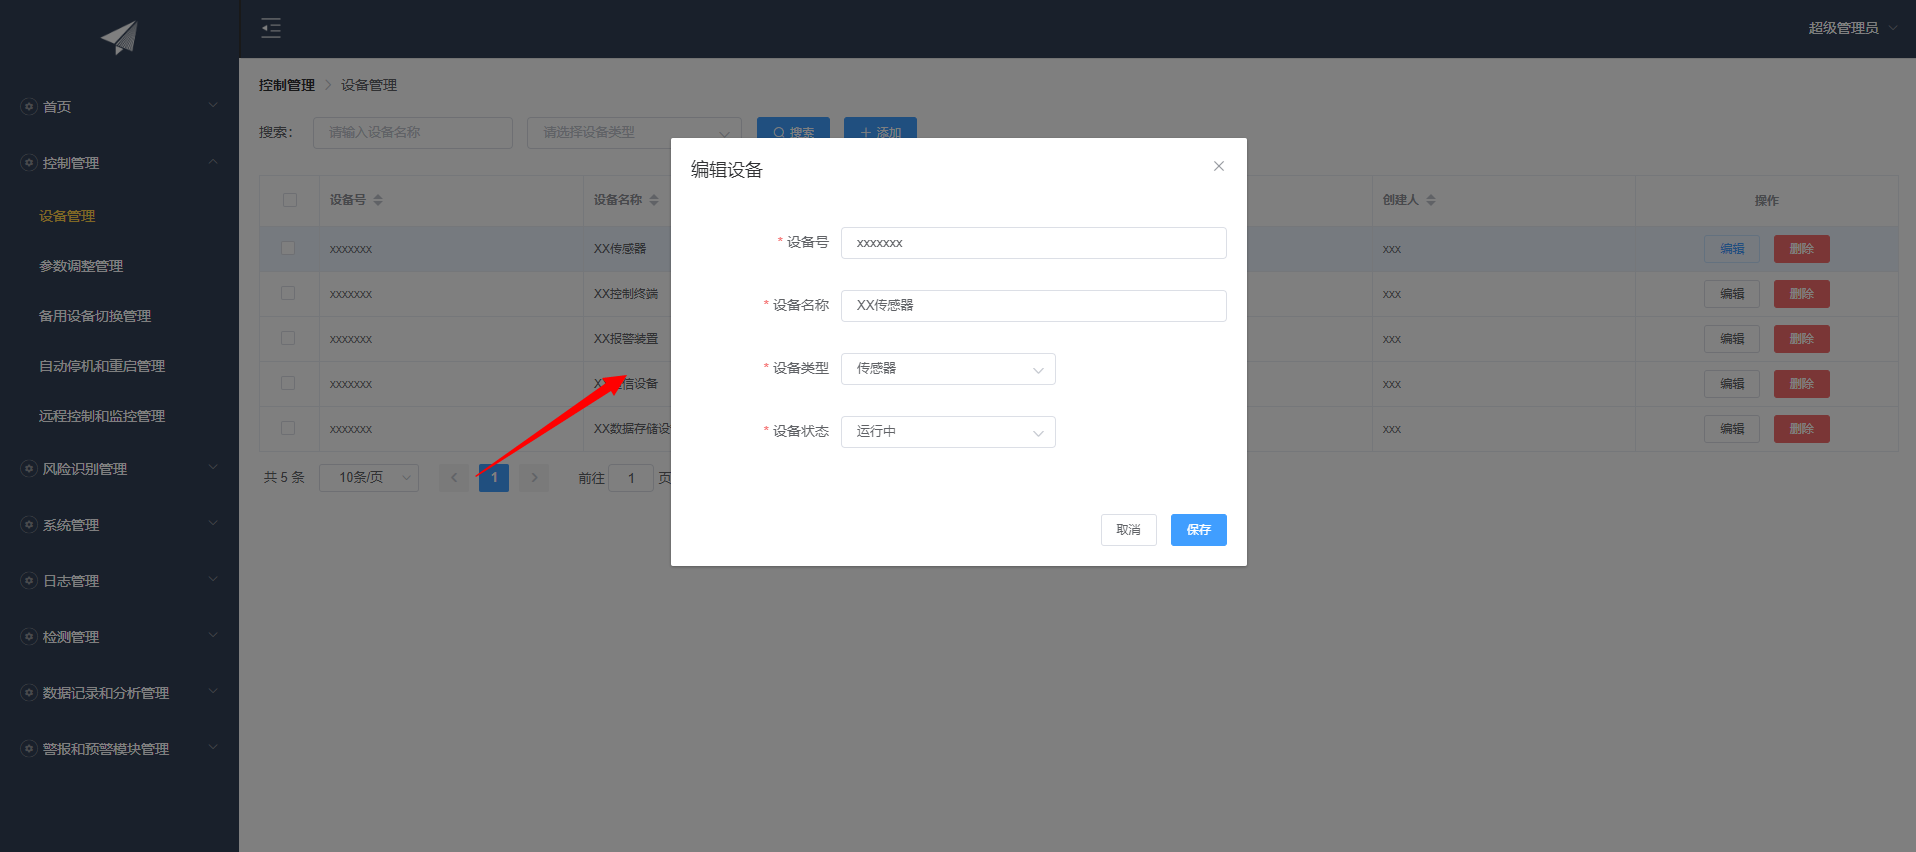 超级管理员
首页
控制管理
设备管理
参数调整管理
备用设备切换管理
自动停机和重启管理
远程控制和监控管理
风险识别管理
系统管理
日志管理
检测管理
数据记录和分析管理
警报和预警模块管理
控制管理 设备管理
搜索: 请输入设备名称 请选择设备类型 搜索 添加
设备号 设备名称 创建人 操作
xxxxxxx XX传感器 xxx 编辑 删除
xxxxxxx XX控制终端 xxx 编辑 删除
xxxxxxx XX报警装置 xxx 编辑 删除
xxxxxxx 信设备 xxx 编辑 删除
xxxxxxx XX数据存储设 xxx 编辑 删除
共 5 条 10条/页 1 前往 1 页
编辑设备
* 设备号 xxxxxxx
* 设备名称 XX传感器
* 设备类型 传感器
* 设备状态 运行中
取消 保存